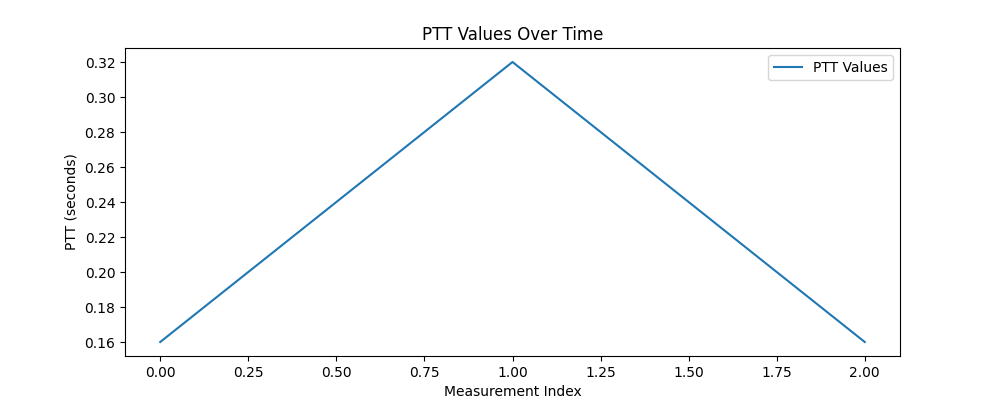 PTT Values Over Time
PTT Values
PTT (seconds)
0.32
0.30
0.28
0.26
0.24
0.22
0.20
0.18
0.16
0.00 0.25 0.50 0.75 1.00 1.25 1.50 1.75 2.00
Measurement Index